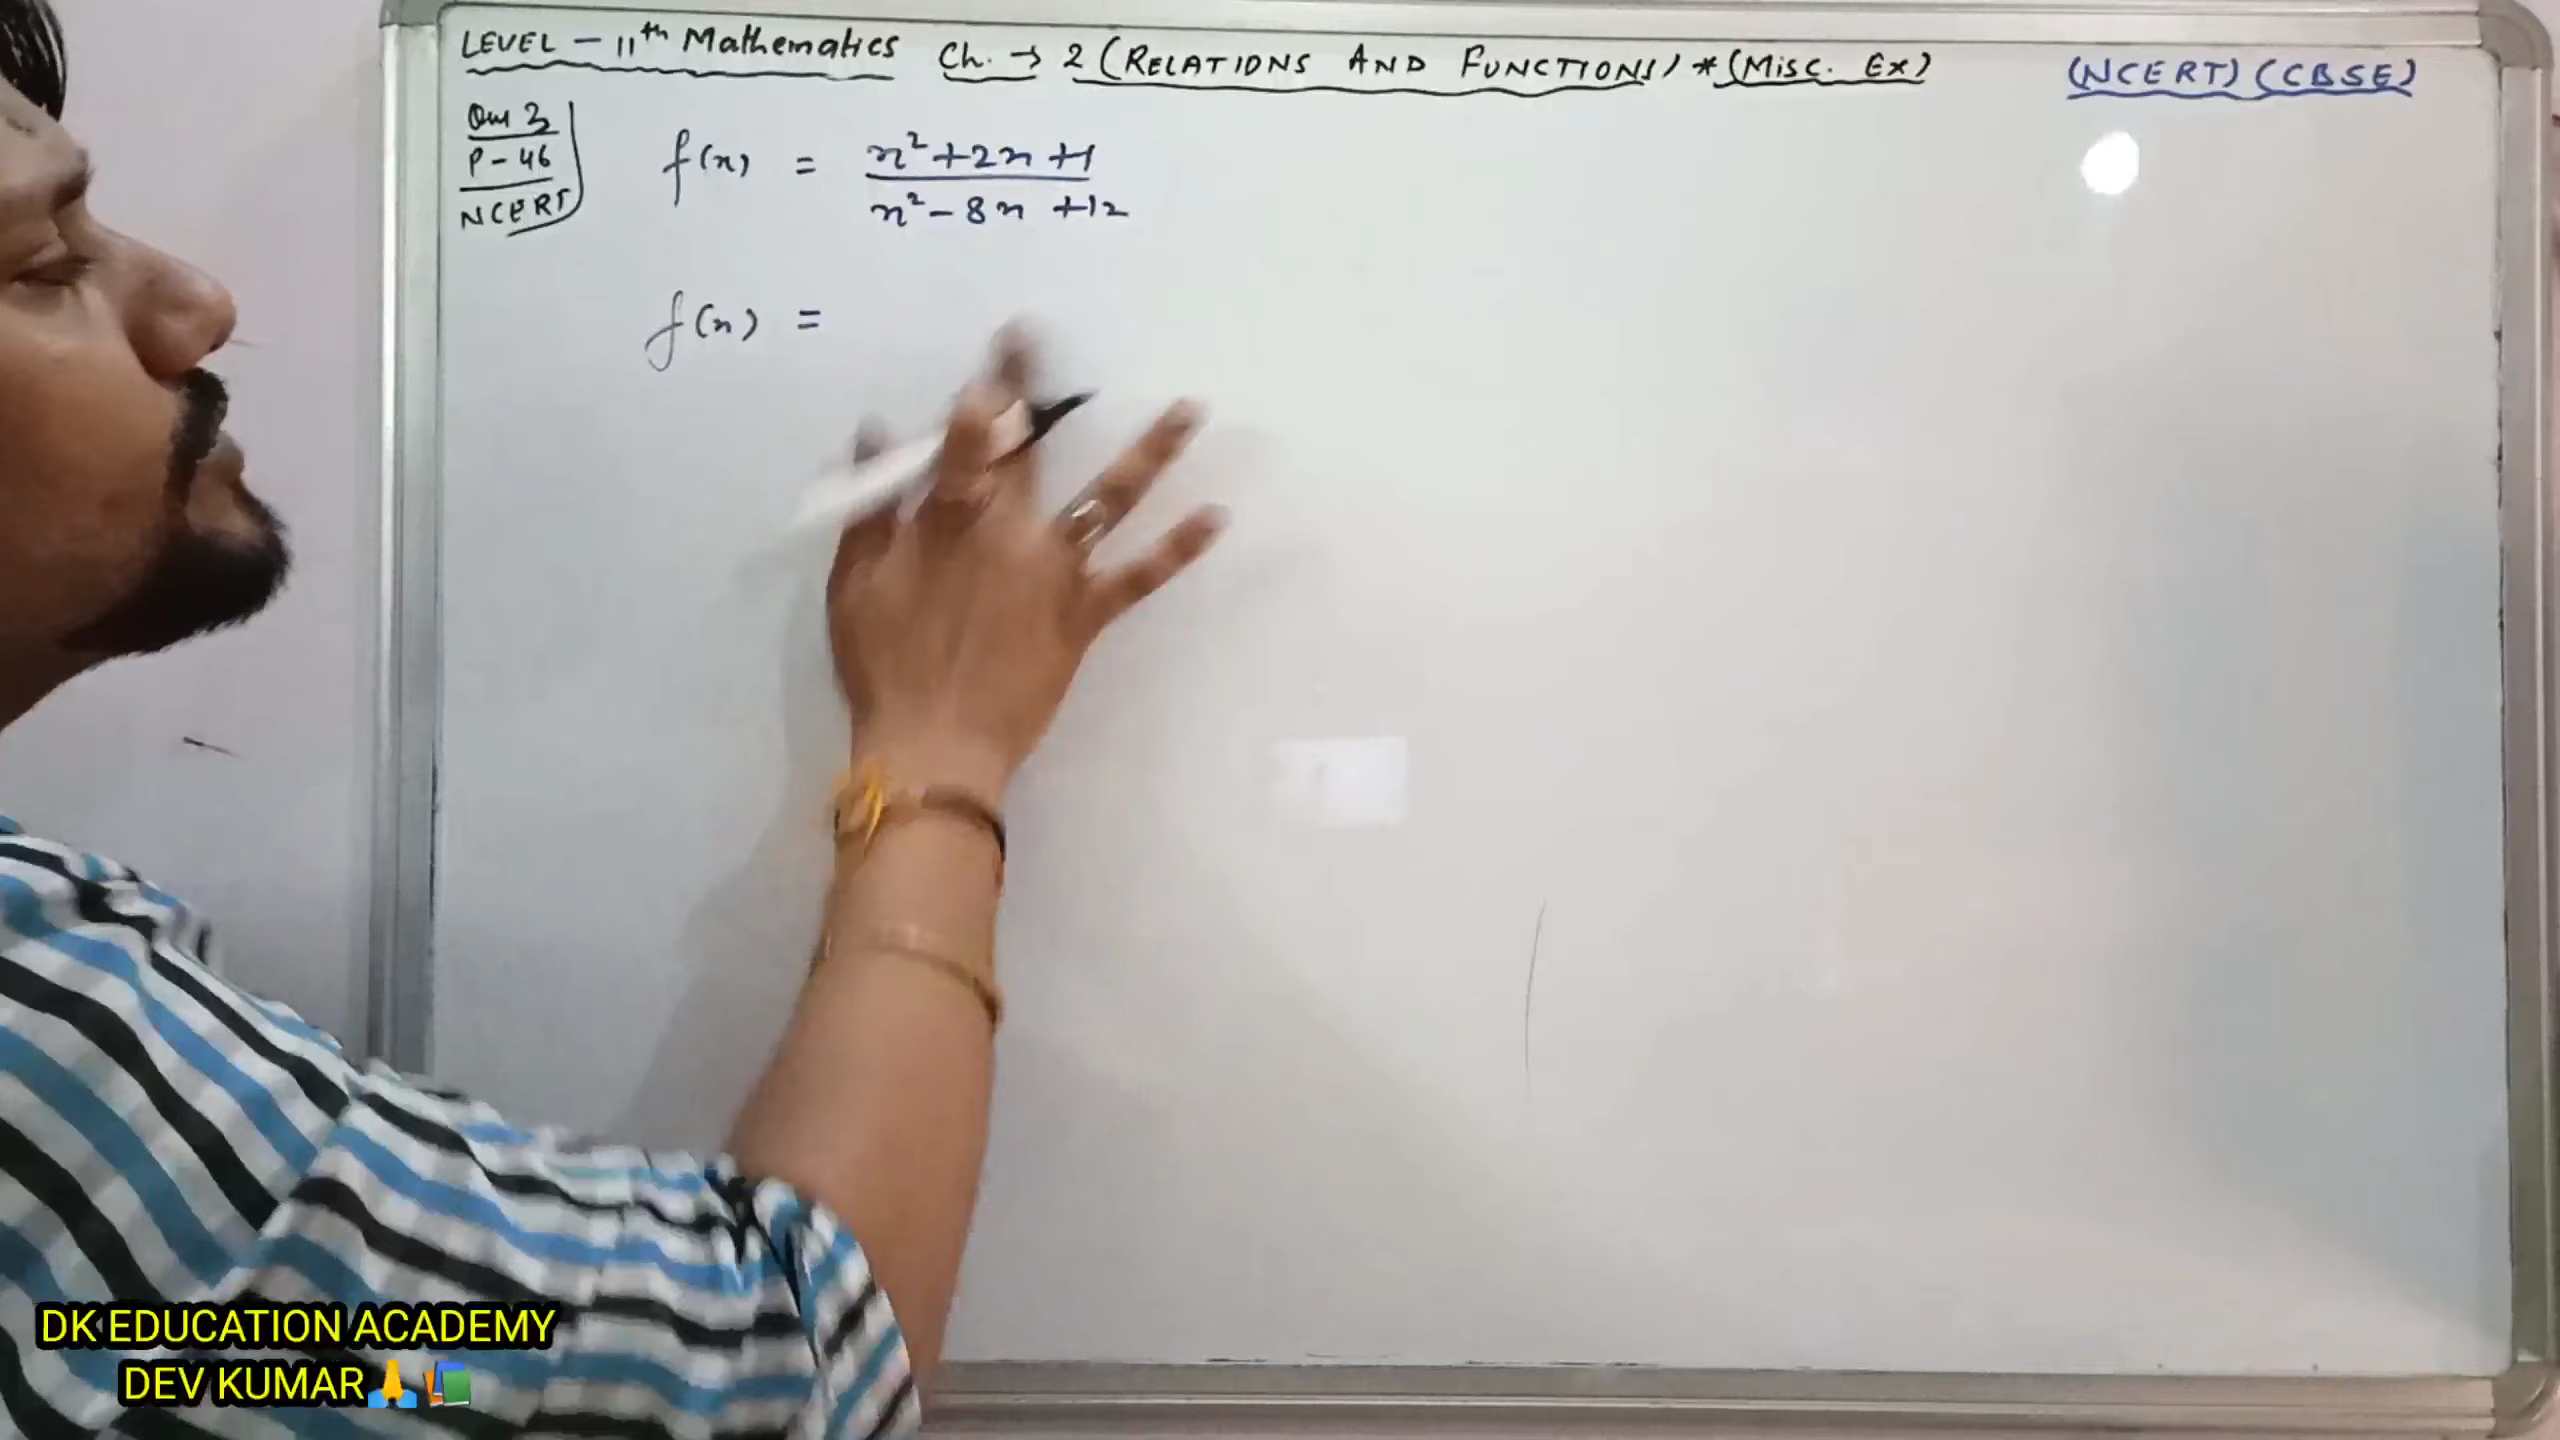 LEVEL - 11th Mathematics Ch. → 2 (RELATIONS AND FUNCTIONS) * (Misc. Ex) (NCERT) (CBSE)
Que 3
P - 46
NCERT
f(x) = x²+2x+1 / x²-8x+12
f(x) =
DK EDUCATION ACADEMY
DEV KUMAR🙏📚